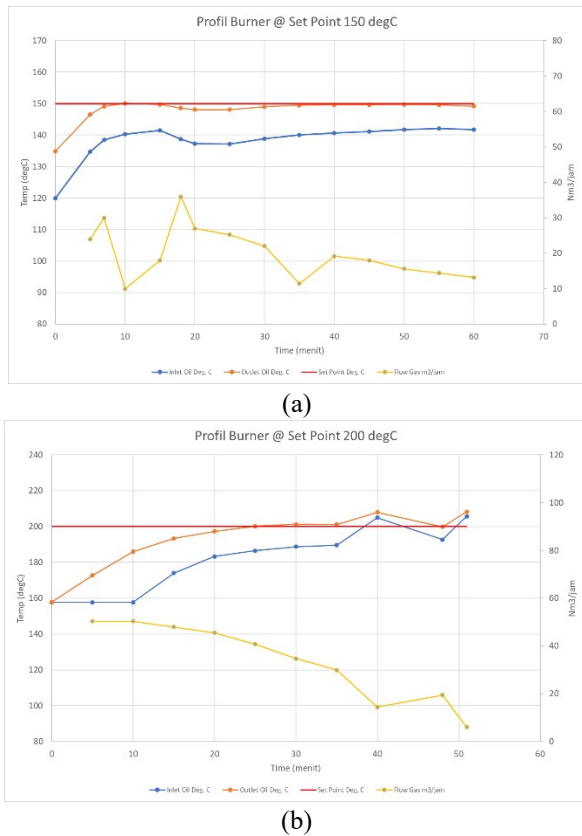 Profil Burner @ Set Point 150 degC
170
160
150
140
130
120
110
100
90
80
Temp (degC)
80
70
60
50
40
30
20
10
0
Nm3/jam
0 10 20 30 40 50 60 70
Time (menit)
Inlet Oil Deg. C Outlet Oil Deg. C Set Point Deg. C Flow Gas m3/jam
(a)
Profil Burner @ Set Point 200 degC
240
220
200
180
160
140
120
100
80
Temp (degC)
120
100
80
60
40
20
0
Nm3/jam
0 10 20 30 40 50 60
Time (menit)
Inlet Oil Deg. C Outlet Oil Deg. C Set Point Deg. C Flow Gas m3/jam
(b)